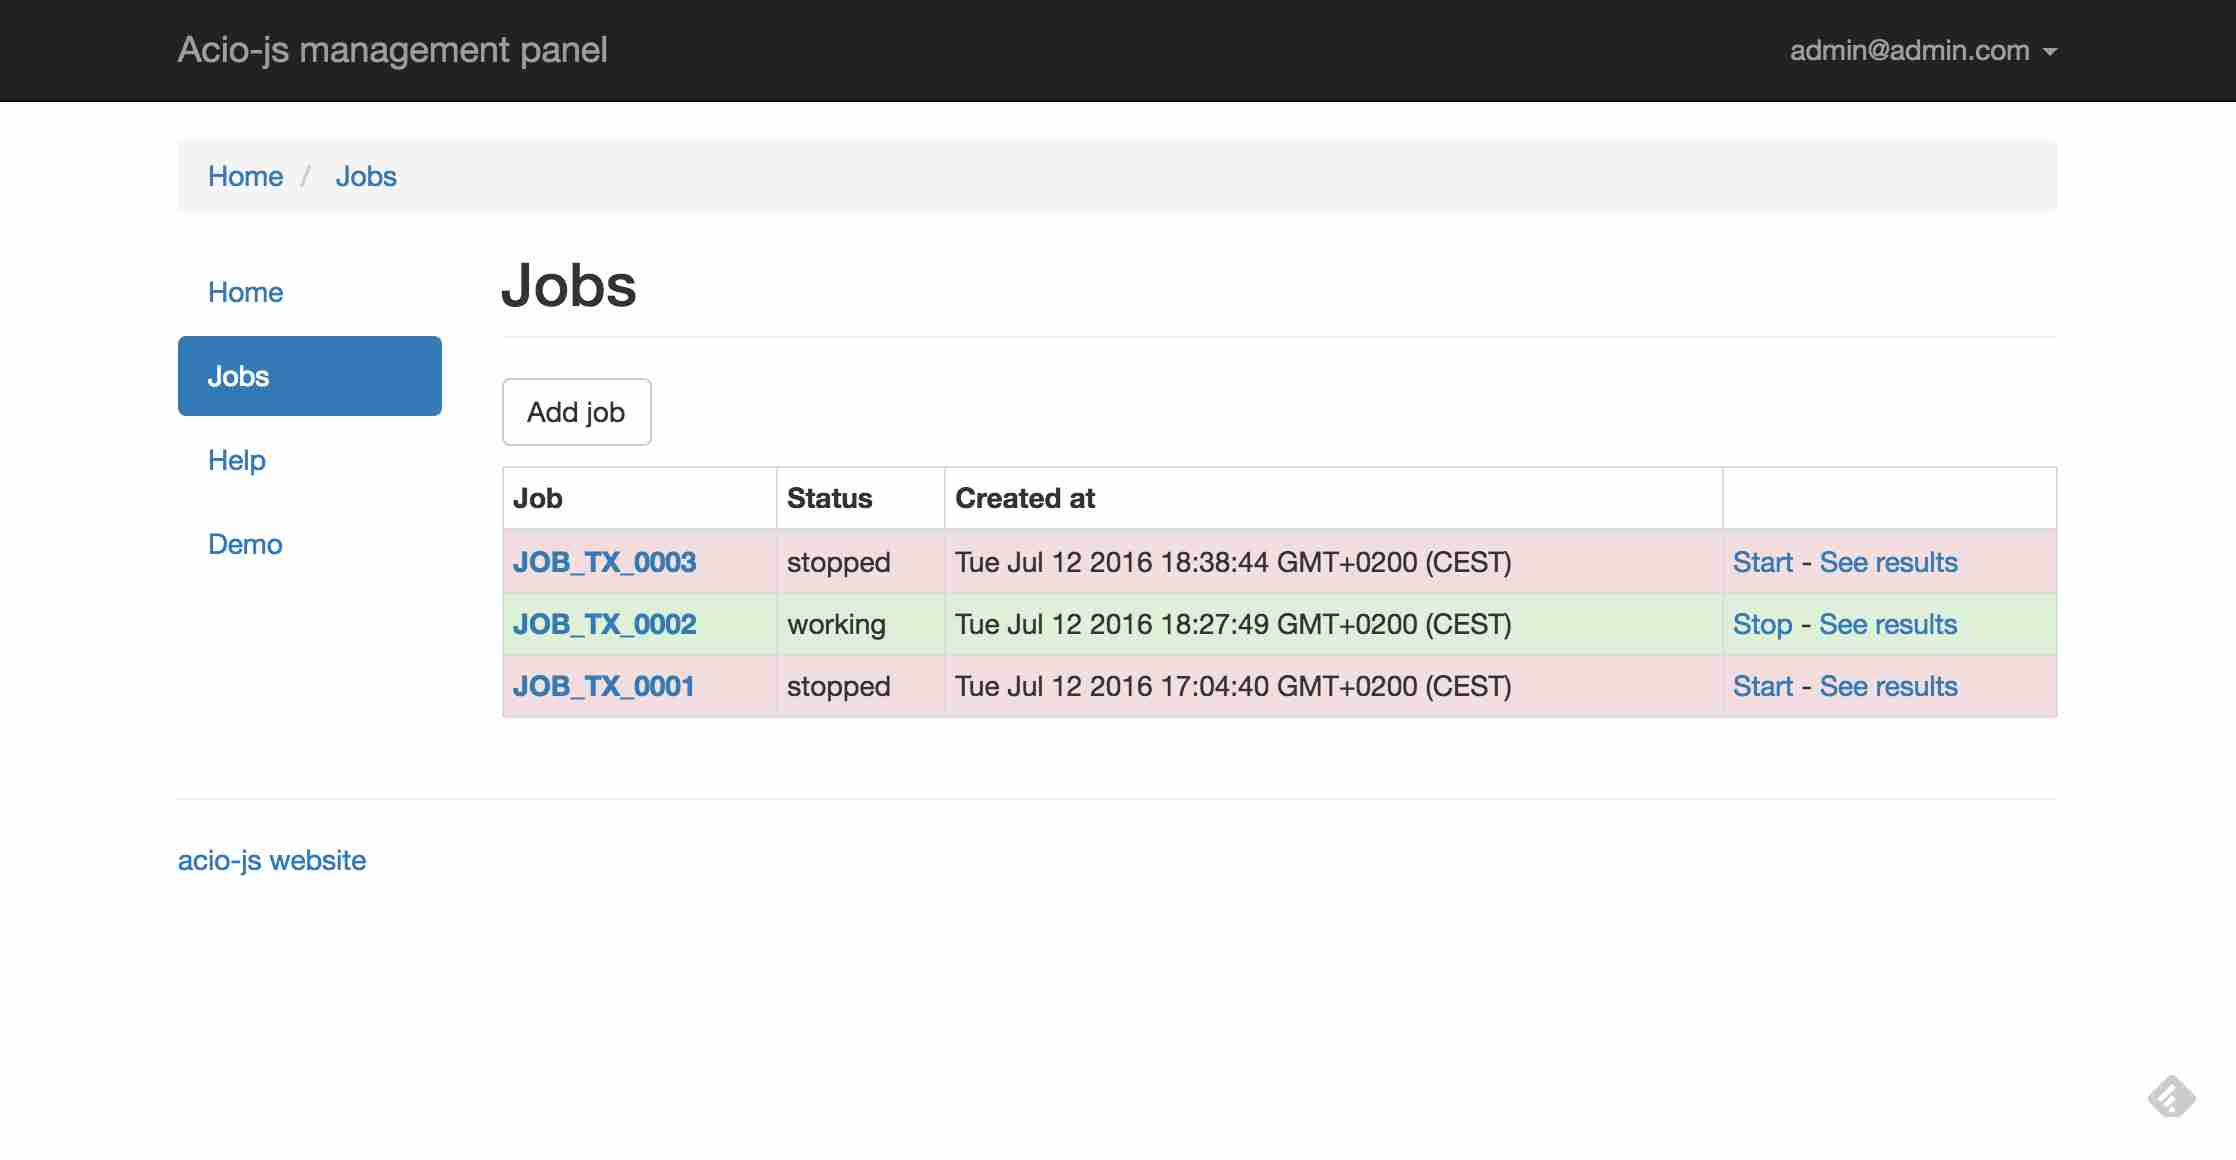 Acio-js management panel admin@admin.com
Home / Jobs
Home
Jobs
Help
Demo
Jobs
Add job
Job Status Created at
JOB_TX_0003 stopped Tue Jul 12 2016 18:38:44 GMT+0200 (CEST) Start - See results
JOB_TX_0002 working Tue Jul 12 2016 18:27:49 GMT+0200 (CEST) Stop - See results
JOB_TX_0001 stopped Tue Jul 12 2016 17:04:40 GMT+0200 (CEST) Start - See results
acio-js website